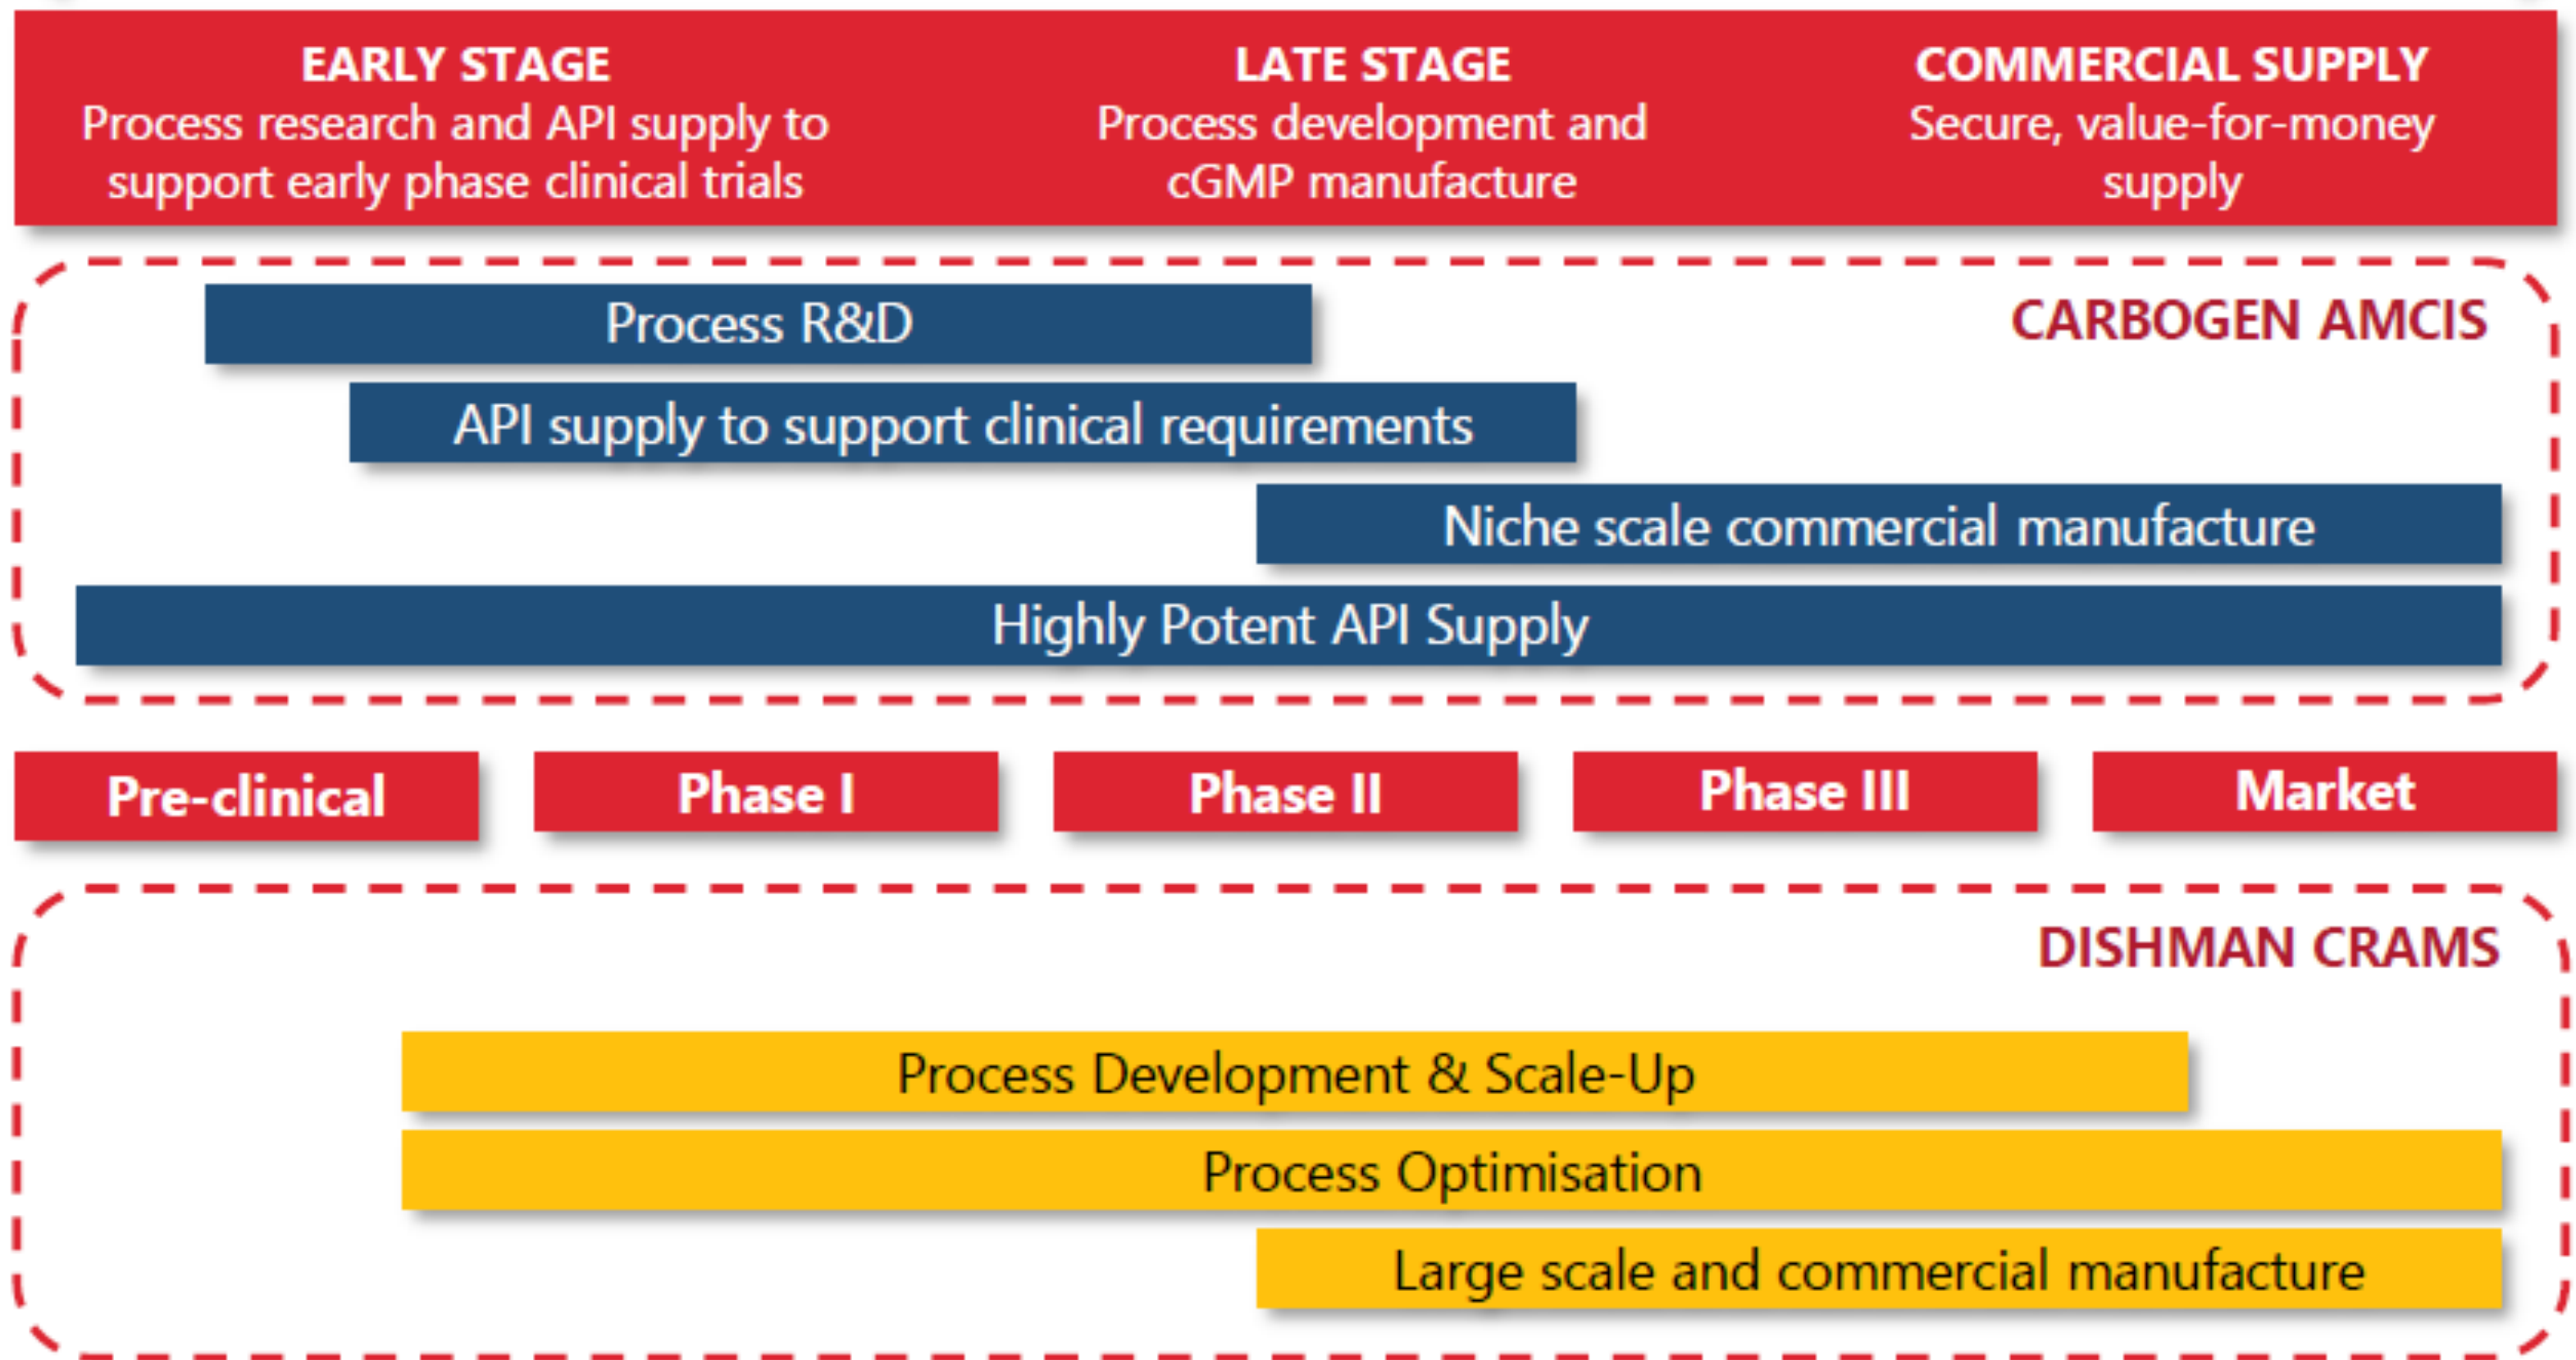 EARLY STAGE
Process research and API supply to
support early phase clinical trials
LATE STAGE
Process development and
cGMP manufacture
COMMERCIAL SUPPLY
Secure, value-for-money
supply
CARBOGEN AMCIS
Process R&D
API supply to support clinical requirements
Niche scale commercial manufacture
Highly Potent API Supply
Pre-clinical
Phase I
Phase II
Phase III
Market
DISHMAN CRAMS
Process Development & Scale-Up
Process Optimisation
Large scale and commercial manufacture